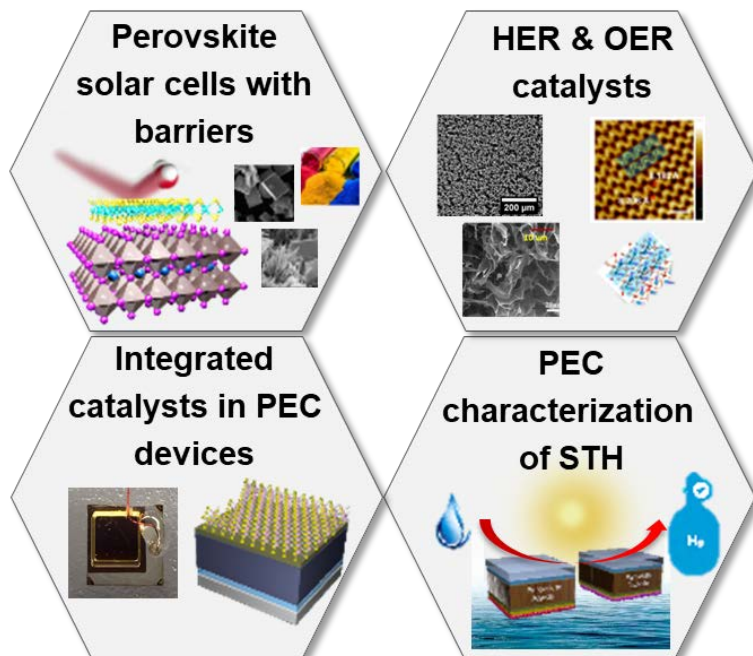 Perovskite
solar cells with
barriers
HER & OER
catalysts
200 µm
Integrated
catalysts in PEC
devices
PEC
characterization
of STH
H₂